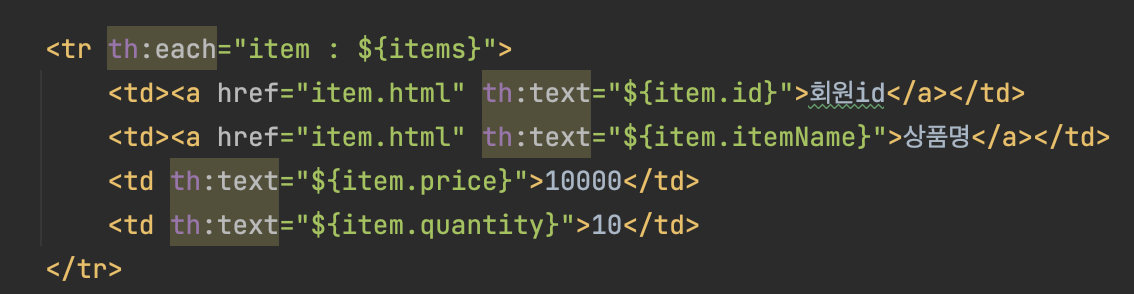 <tr th:each="item : ${items}">
<td><a href="item.html" th:text="${item.id}">회원id</a></td>
<td><a href="item.html" th:text="${item.itemName}">상품명</a></td>
<td th:text="${item.price}">10000</td>
<td th:text="${item.quantity}">10</td>
</tr>